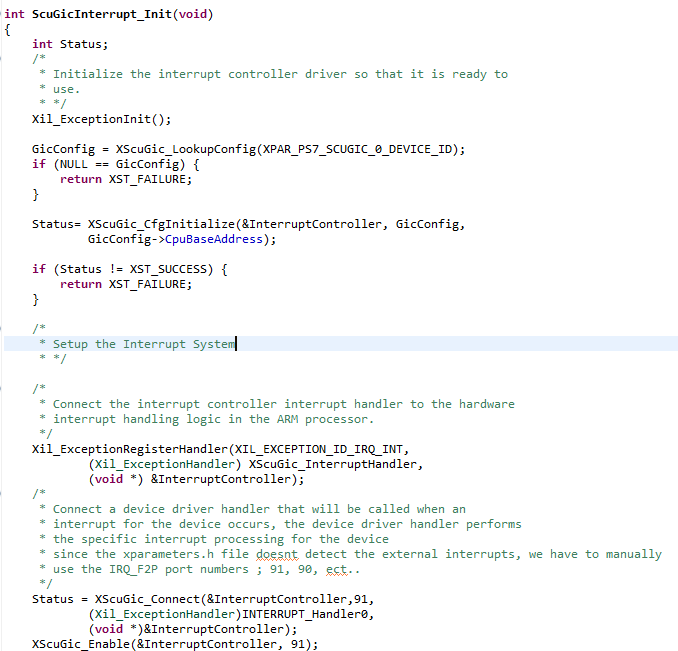 int ScuGicInterrupt_Init(void)
{
    int Status;
    /*
     * Initialize the interrupt controller driver so that it is ready to
     * use.
     * */
    Xil_ExceptionInit();

    GicConfig = XScuGic_LookupConfig(XPAR_PS7_SCUGIC_0_DEVICE_ID);
    if (NULL == GicConfig) {
        return XST_FAILURE;
    }

    Status= XScuGic_CfgInitialize(&InterruptController, GicConfig,
            GicConfig->CpuBaseAddress);

    if (Status != XST_SUCCESS) {
        return XST_FAILURE;
    }

    /*
     * Setup the Interrupt System
     * */

    /*
     * Connect the interrupt controller interrupt handler to the hardware
     * interrupt handling logic in the ARM processor.
     */
    Xil_ExceptionRegisterHandler(XIL_EXCEPTION_ID_IRQ_INT,
            (Xil_ExceptionHandler) XScuGic_InterruptHandler,
            (void *) &InterruptController);
    /*
     * Connect a device driver handler that will be called when an
     * interrupt for the device occurs, the device driver handler performs
     * the specific interrupt processing for the device
     * since the xparameters.h file doesnt detect the external interrupts, we have to manually
     * use the IRQ_F2P port numbers ; 91, 90, ect..
     */
    Status = XScuGic_Connect(&InterruptController,91,
            (Xil_ExceptionHandler)INTERRUPT_Handler0,
            (void *)&InterruptController);
    XScuGic_Enable(&InterruptController, 91);